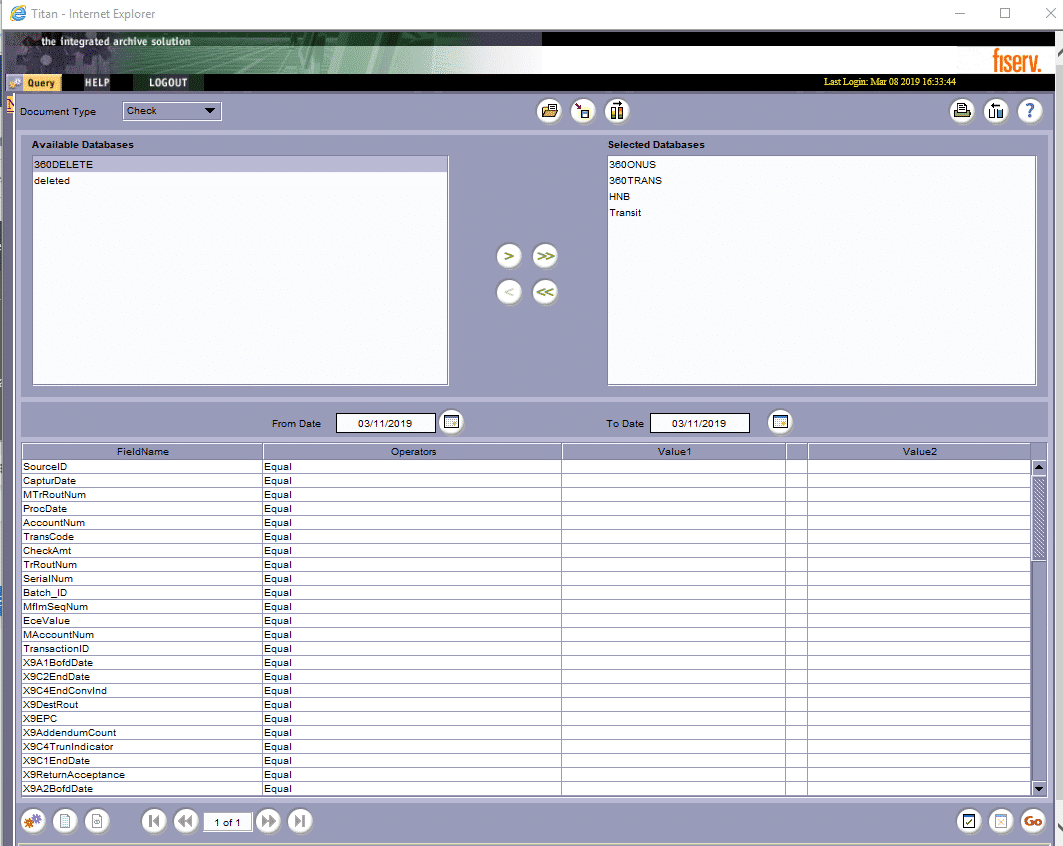 Titan - Internet Explorer
the integrated archive solution
fiserv.
Query HELP LOGOUT Last Login: Mar 08 2019 16:33:44
Document Type Check
Available Databases Selected Databases
360DELETE 360ONUS
deleted 360TRANS
HNB
Transit
> >>
< <<
From Date 03/11/2019 To Date 03/11/2019
FieldName Operators Value1 Value2
SourceID Equal
CapturDate Equal
MTrRoutNum Equal
ProcDate Equal
AccountNum Equal
TransCode Equal
CheckAmt Equal
TrRoutNum Equal
SerialNum Equal
Batch_ID Equal
MflmSeqNum Equal
EceValue Equal
MAccountNum Equal
TransactionID Equal
X9A1BofdDate Equal
X9C2EndDate Equal
X9C4EndConvInd Equal
X9DestRout Equal
X9EPC Equal
X9AddendumCount Equal
X9C4TrunIndicator Equal
X9C1EndDate Equal
X9ReturnAcceptance Equal
X9A2BofdDate Equal
1 of 1 Go